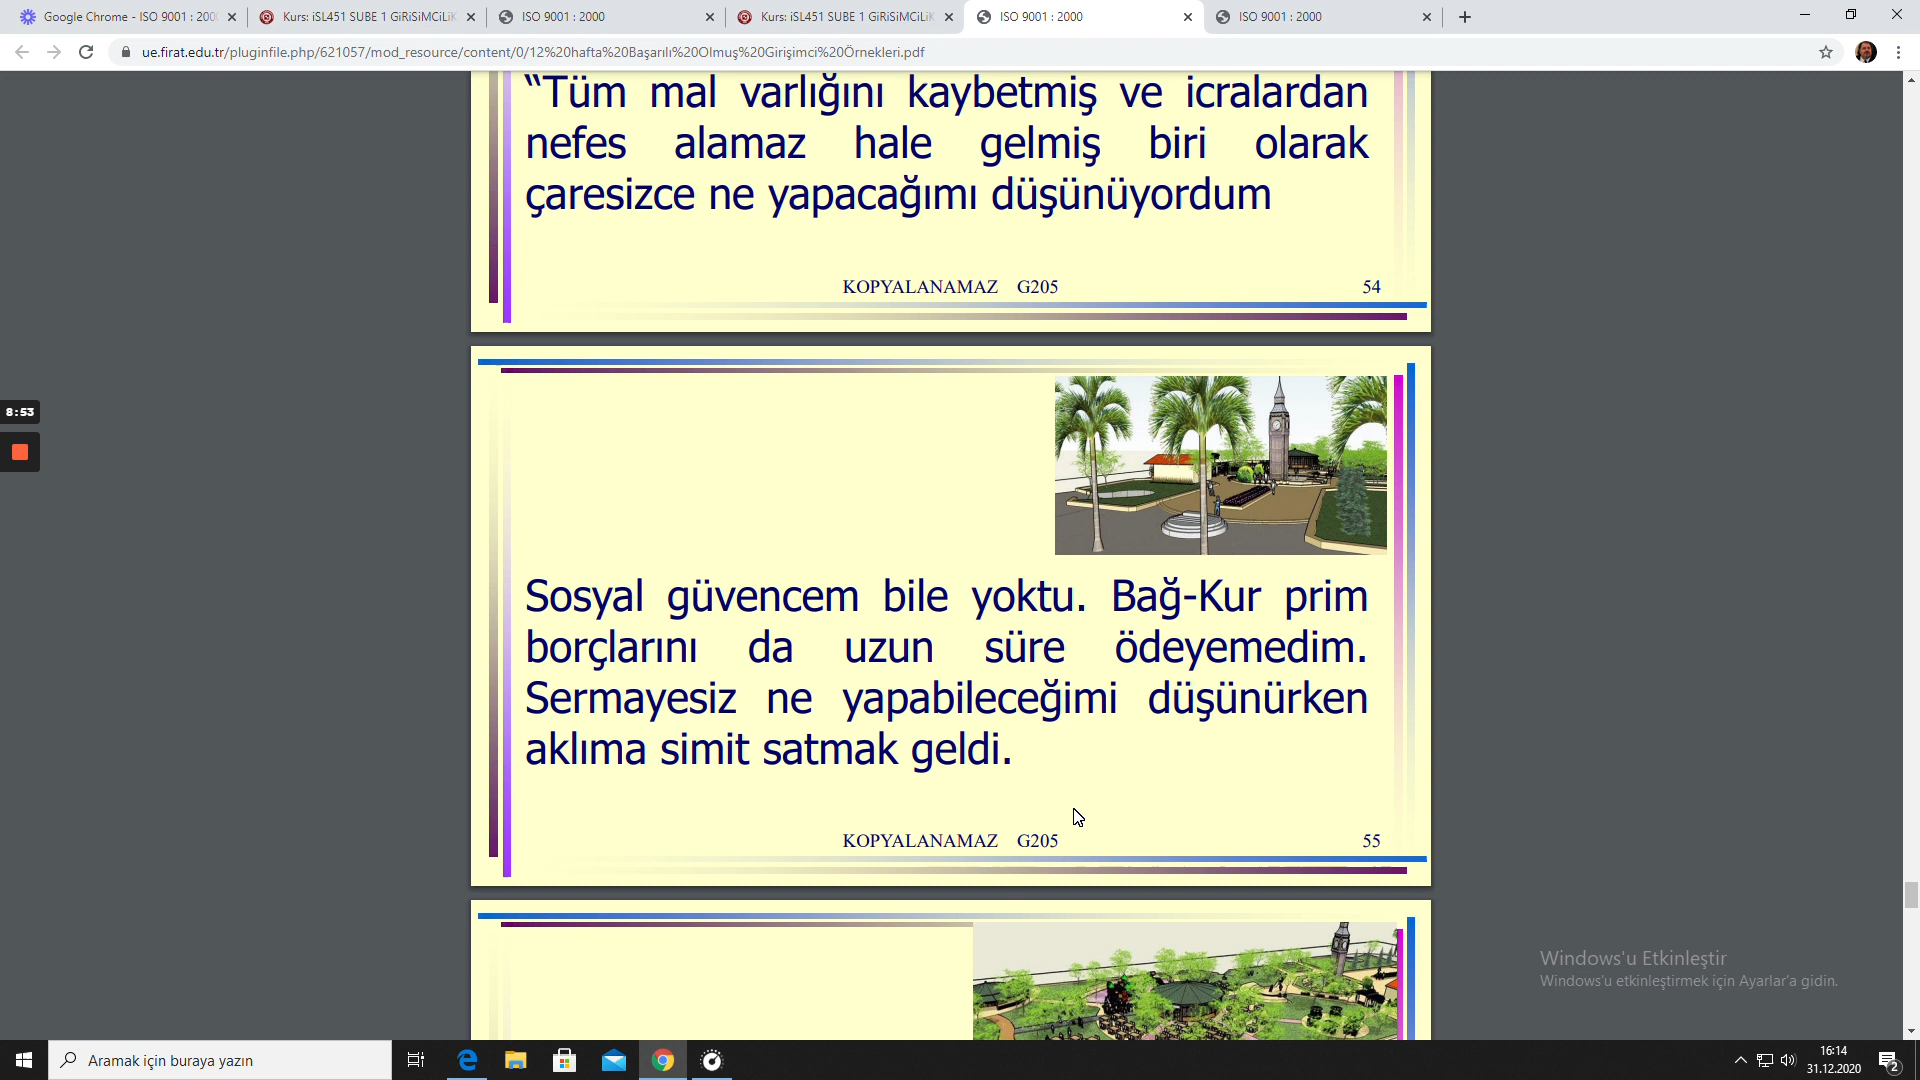 Google Chrome - ISO 9001 : 200
Kurs: iSL451 SUBE 1 GiRiSiMCiLiK
ISO 9001 : 2000
Kurs: iSL451 SUBE 1 GiRiSiMCiLiK
ISO 9001 : 2000
ISO 9001 : 2000
ue.firat.edu.tr/pluginfile.php/621057/mod_resource/content/0/12%20hafta%20Başarılı%20Olmuş%20Girişimci%20Örnekleri.pdf
“Tüm mal varlığını kaybetmiş ve icralardan
nefes alamaz hale gelmiş biri olarak
çaresizce ne yapacağımı düşünüyordum
KOPYALANAMAZ G205 54
8:53
Sosyal güvencem bile yoktu. Bağ-Kur prim
borçlarını da uzun süre ödeyemedim.
Sermayesiz ne yapabileceğimi düşünürken
aklıma simit satmak geldi.
KOPYALANAMAZ G205 55
Windows'u Etkinleştir
Windows'u etkinleştirmek için Ayarlar'a gidin.
Aramak için buraya yazın
16:14
31.12.2020
2